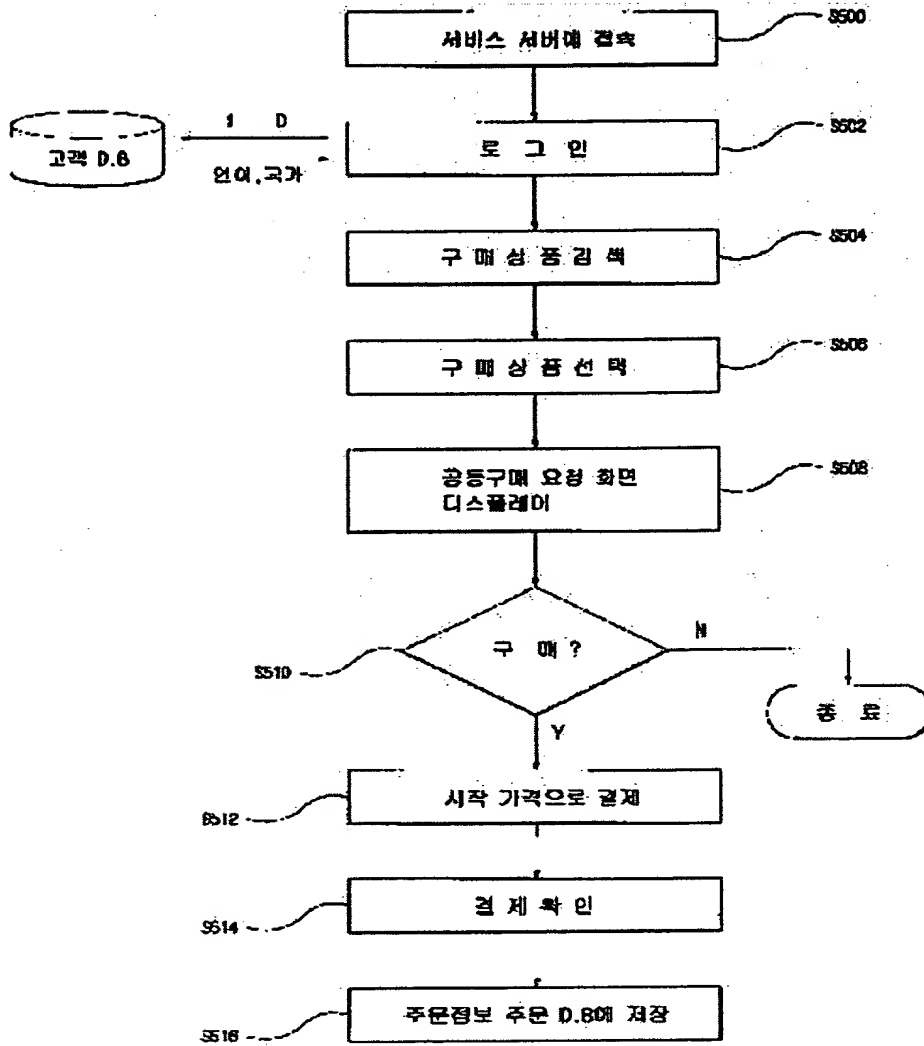 서비스 서버에 접속
S500
I D
고객 D.B
로 그 인
S502
언어,국가
구 매 상 품 검 색
S504
구 매 상 품 선 택
S506
공동구매 요청 화면
디스플레이
S508
구 매 ?
N
S510
종 료
Y
시작 가격으로 결제
S512
결 제 확 인
S514
주문정보 주문 D.B에 저장
S516